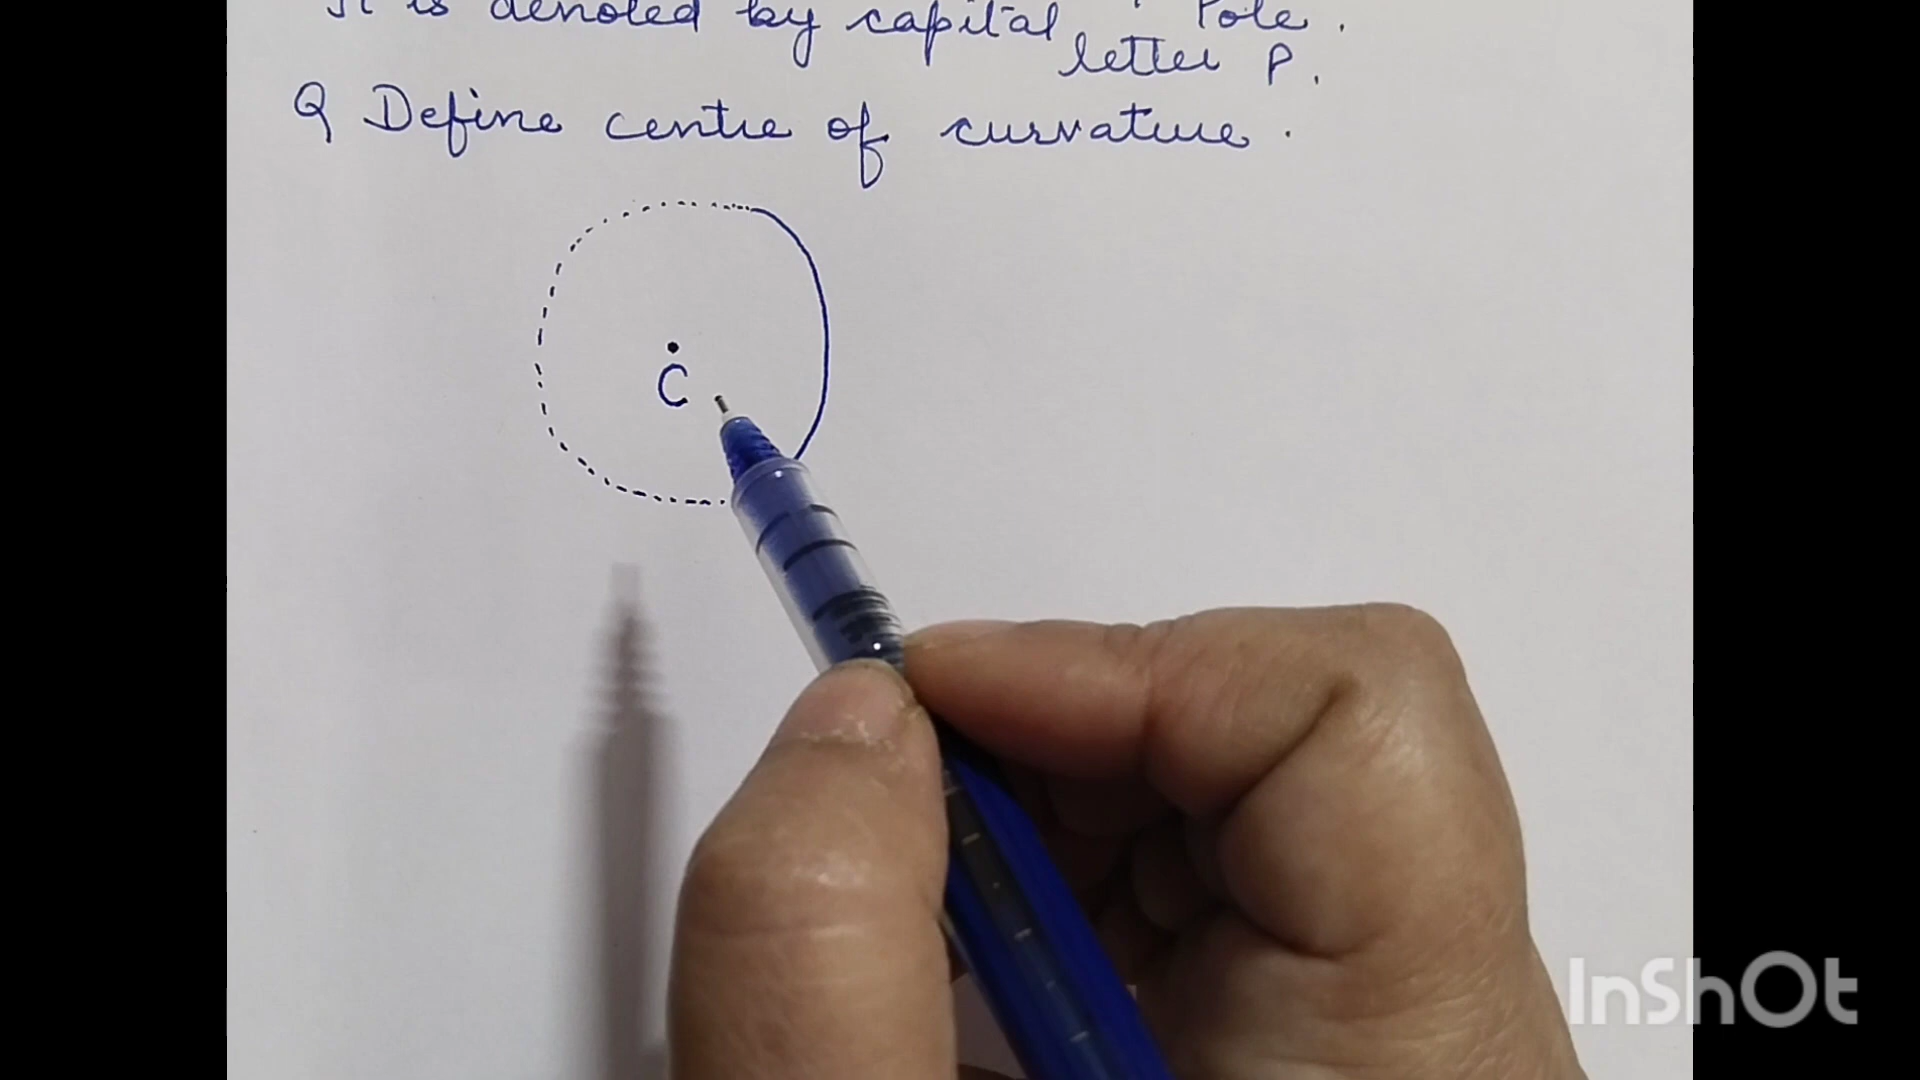 It is denoted by capital Pole.
letter P.
Q Define centre of curvature.
C
InShOt